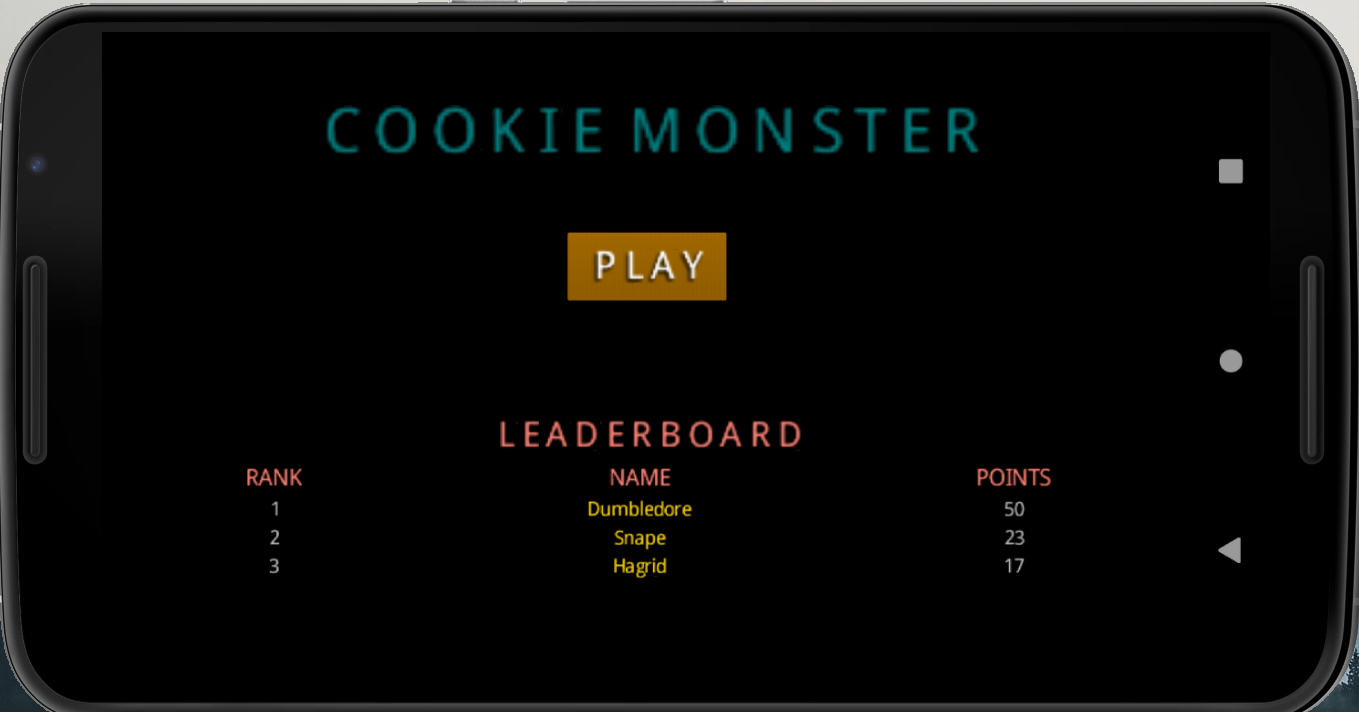 COOKIE MONSTER
PLAY
LEADERBOARD
RANK NAME POINTS
1 Dumbledore 50
2 Snape 23
3 Hagrid 17